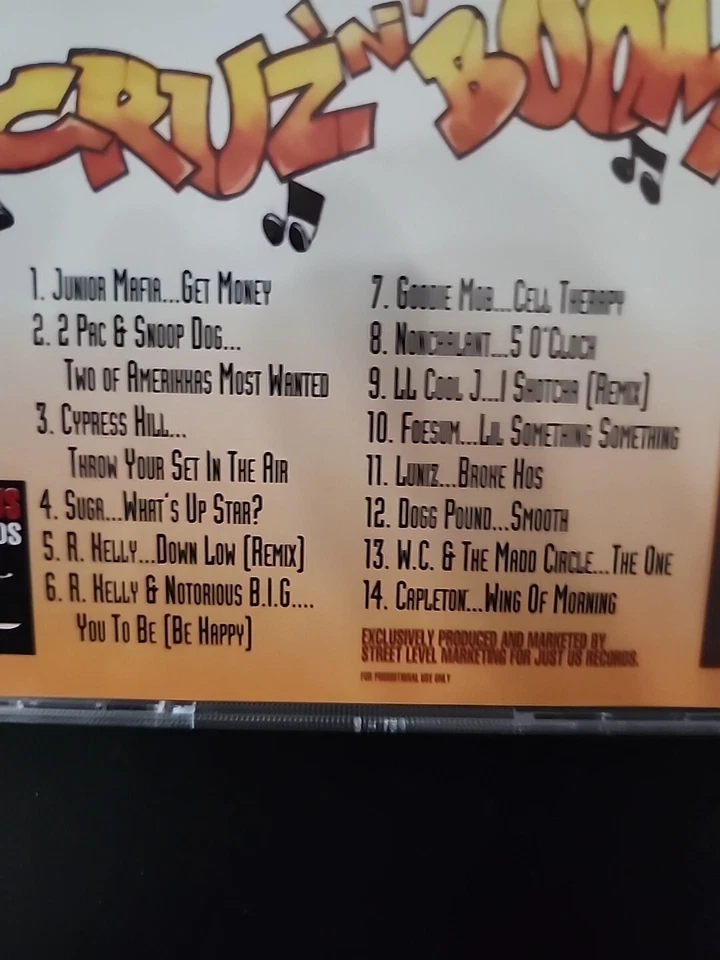 CRUZ 'N' BOOM
1. Junior Mafia...Get Money
2. 2 Pac & Snoop Dog...
Two of Amerikkas Most Wanted
3. Cypress Hill...
Throw Your Set In The Air
4. Suga...What's Up Star?
5. R. Kelly...Down Low (Remix)
6. R. Kelly & Notorious B.I.G....
You To Be (Be Happy)
7. Goodie Mob...Cell Therapy
8. Nonchalant...5 O'Clock
9. LL Cool J...I Shotcha (Remix)
10. Foesum...Lil Something Something
11. Luniz...Broke Hos
12. Dogg Pound...Smooth
13. W.C. & The Madd Circle...The One
14. Capleton...Wing Of Morning
EXCLUSIVELY PRODUCED AND MARKETED BY
STREET LEVEL MARKETING FOR JUST US RECORDS.
FOR PROMOTIONAL USE ONLY